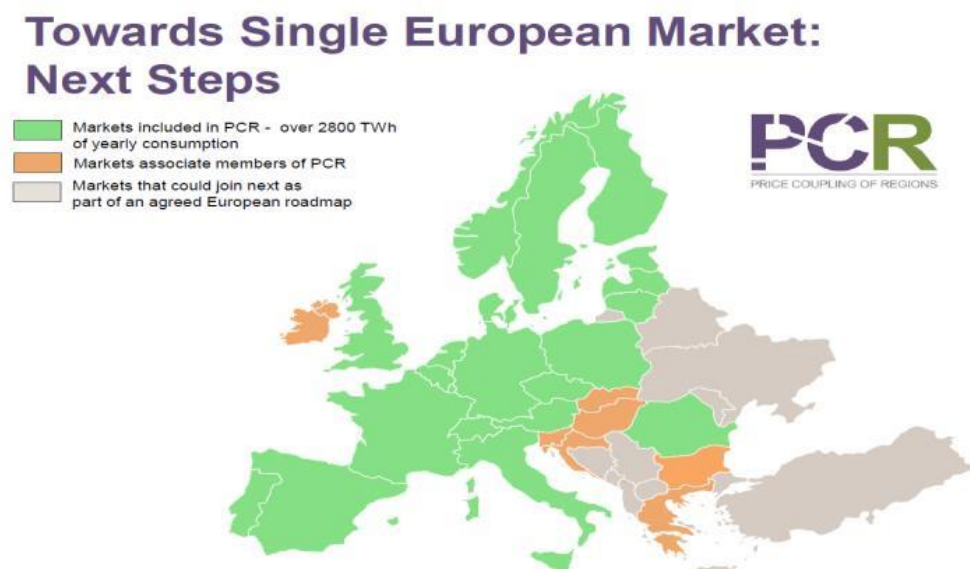 Towards Single European Market:
Next Steps
Markets included in PCR - over 2800 TWh
of yearly consumption
Markets associate members of PCR
Markets that could join next as
part of an agreed European roadmap
PCR
PRICE COUPLING OF REGIONS